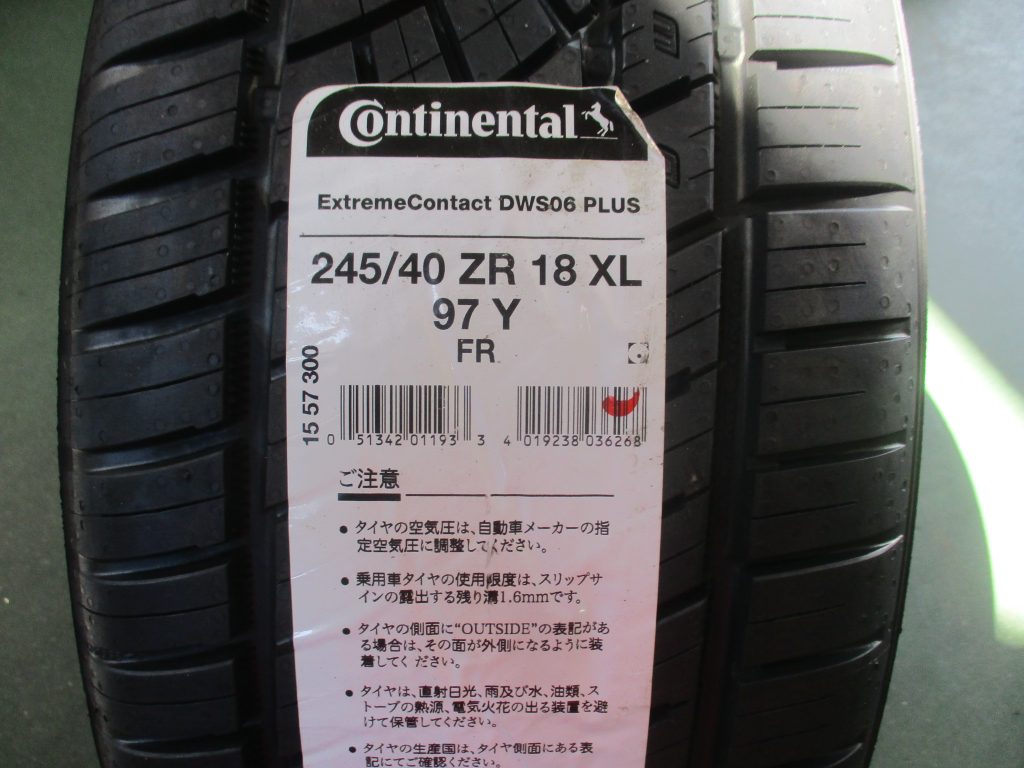 Continental
ExtremeContact DWS06 PLUS
245/40 ZR 18 XL
97 Y
FR
15 57 300
0 51342 01193 3
4 019238 036268
ご注意
● タイヤの空気圧は、自動車メーカーの指
定空気圧に調整してください。
● 乗用車タイヤの使用限度は、スリップサ
インの露出する残り溝1.6mmです。
● タイヤの側面に“OUTSIDE”の表記があ
る場合は、その面が外側になるように装
着してください。
● タイヤは、直射日光、雨及び水、油類、ス
トーブの熱源、電気火花の出る装置を避
けて保管してください。
● タイヤの生産国は、タイヤ側面にある表
記にてご確認ください。